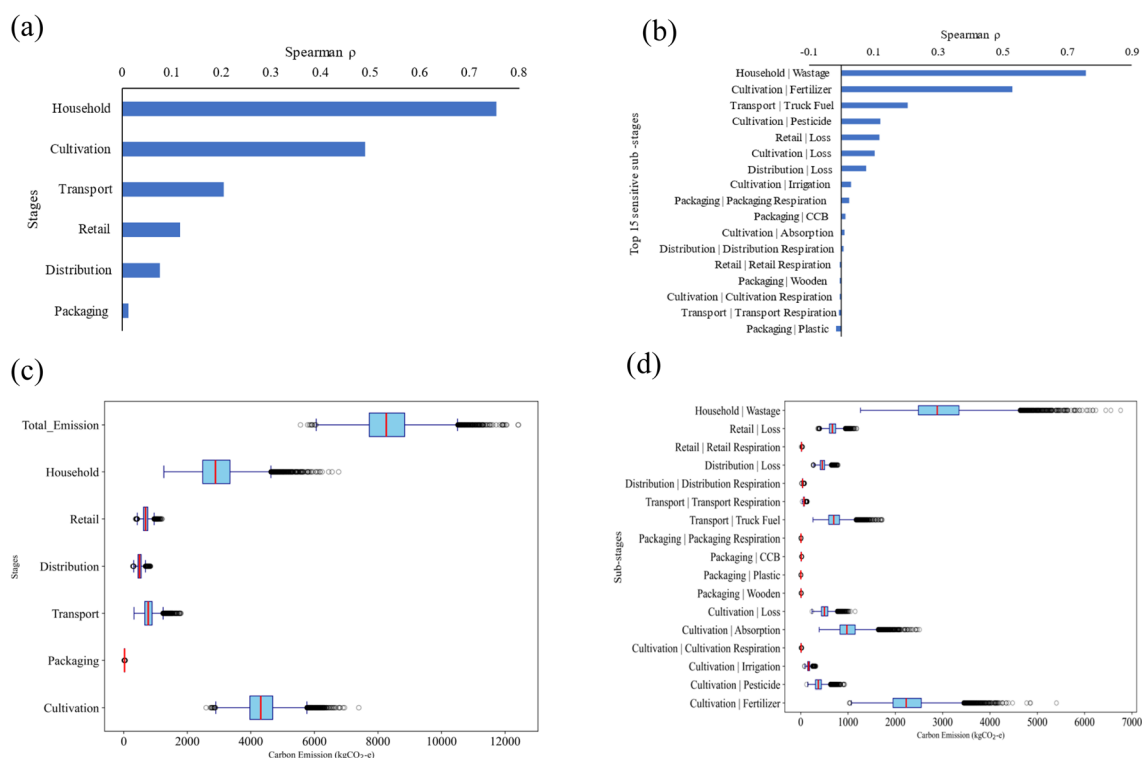 (a)
Spearman ρ
0 0.1 0.2 0.3 0.4 0.5 0.6 0.7 0.8
Stages
Household
Cultivation
Transport
Retail
Distribution
Packaging
(b)
Spearman ρ
-0.1 0.1 0.3 0.5 0.7 0.9
Top 15 sensitive sub -stages
Household | Wastage
Cultivation | Fertilizer
Transport | Truck Fuel
Cultivation | Pesticide
Retail | Loss
Cultivation | Loss
Distribution | Loss
Cultivation | Irrigation
Packaging | Packaging Respiration
Packaging | CCB
Cultivation | Absorption
Distribution | Distribution Respiration
Retail | Retail Respiration
Packaging | Wooden
Cultivation | Cultivation Respiration
Transport | Transport Respiration
Packaging | Plastic
(c)
Stages
Total_Emission
Household
Retail
Distribution
Transport
Packaging
Cultivation
0 2000 4000 6000 8000 10000 12000
Carbon Emission (kgCO2-e)
(d)
Sub-stages
Household | Wastage
Retail | Loss
Retail | Retail Respiration
Distribution | Loss
Distribution | Distribution Respiration
Transport | Transport Respiration
Transport | Truck Fuel
Packaging | Packaging Respiration
Packaging | CCB
Packaging | Plastic
Packaging | Wooden
Cultivation | Loss
Cultivation | Absorption
Cultivation | Cultivation Respiration
Cultivation | Irrigation
Cultivation | Pesticide
Cultivation | Fertilizer
0 1000 2000 3000 4000 5000 6000 7000
Carbon Emission (kgCO2-e)